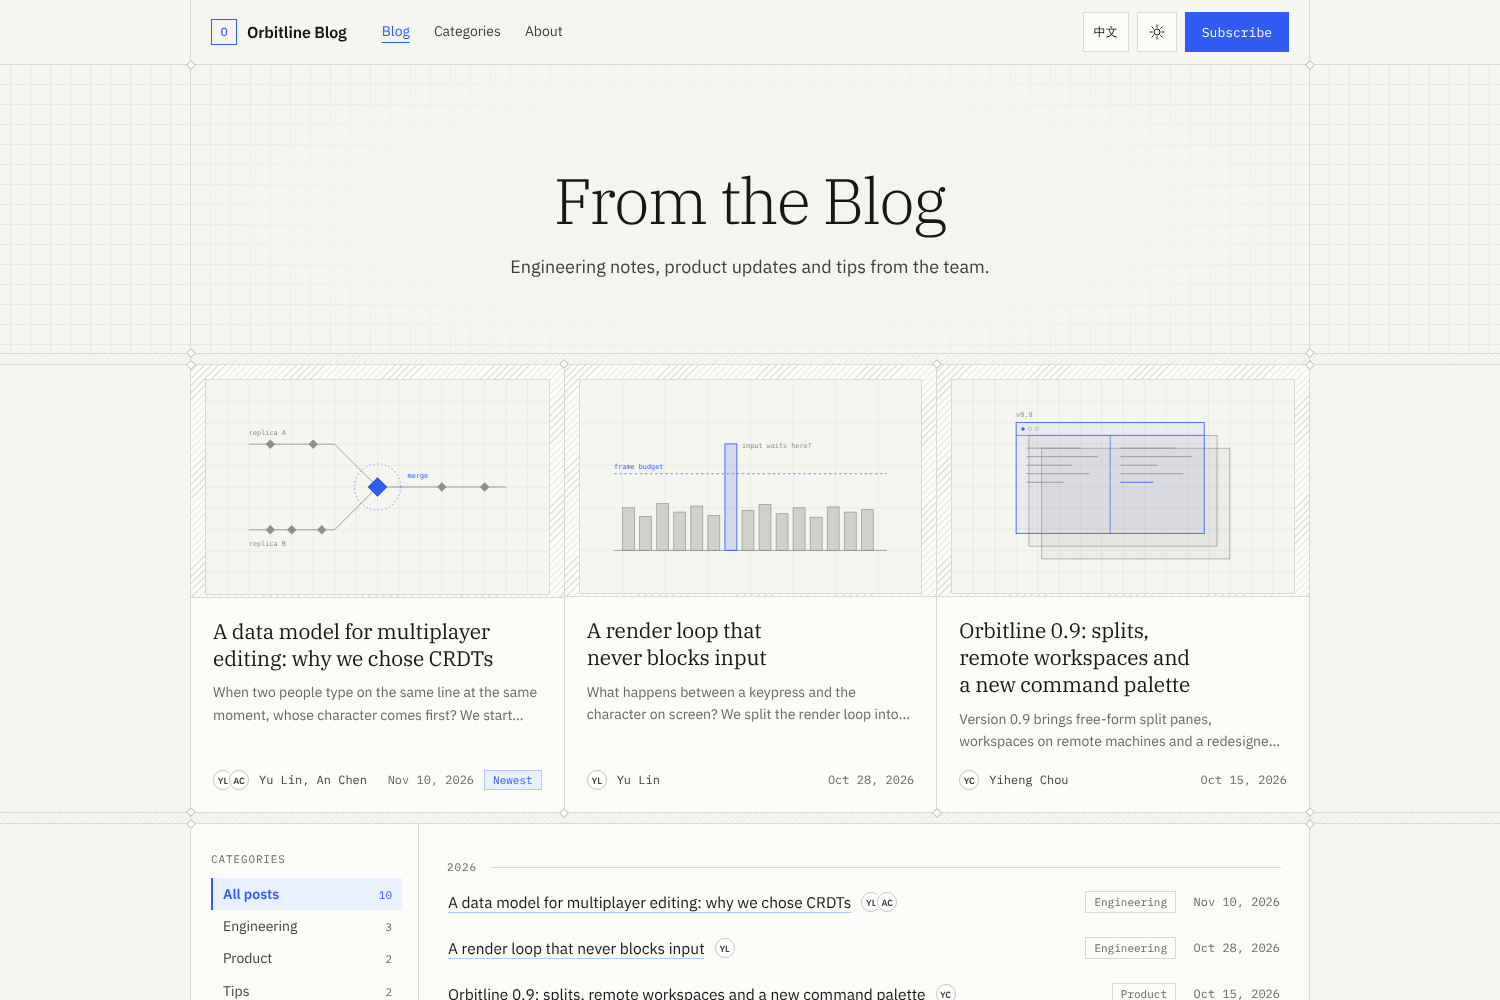 O Orbitline Blog Blog Categories About 中文 Subscribe
From the Blog
Engineering notes, product updates and tips from the team.
replica A
merge
replica B
A data model for multiplayer
editing: why we chose CRDTs
When two people type on the same line at the same
moment, whose character comes first? We start...
YL AC Yu Lin, An Chen Nov 10, 2026 Newest
input waits here?
frame budget
A render loop that
never blocks input
What happens between a keypress and the
character on screen? We split the render loop into...
YL Yu Lin Oct 28, 2026
v0.9
Orbitline 0.9: splits,
remote workspaces and
a new command palette
Version 0.9 brings free-form split panes,
workspaces on remote machines and a redesigne...
YC Yiheng Chou Oct 15, 2026
CATEGORIES
All posts 10
Engineering 3
Product 2
Tips 2
2026
A data model for multiplayer editing: why we chose CRDTs YL AC Engineering Nov 10, 2026
A render loop that never blocks input YL Engineering Oct 28, 2026
Orbitline 0.9: splits, remote workspaces and a new command palette YC Product Oct 15, 2026